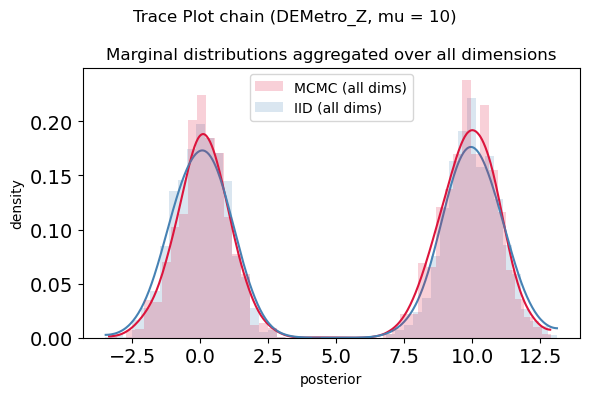 Trace Plot chain (DEMetro_Z, mu = 10)
Marginal distributions aggregated over all dimensions
MCMC (all dims)
IID (all dims)
density
0.20
0.15
0.10
0.05
0.00
−2.5 0.0 2.5 5.0 7.5 10.0 12.5
posterior